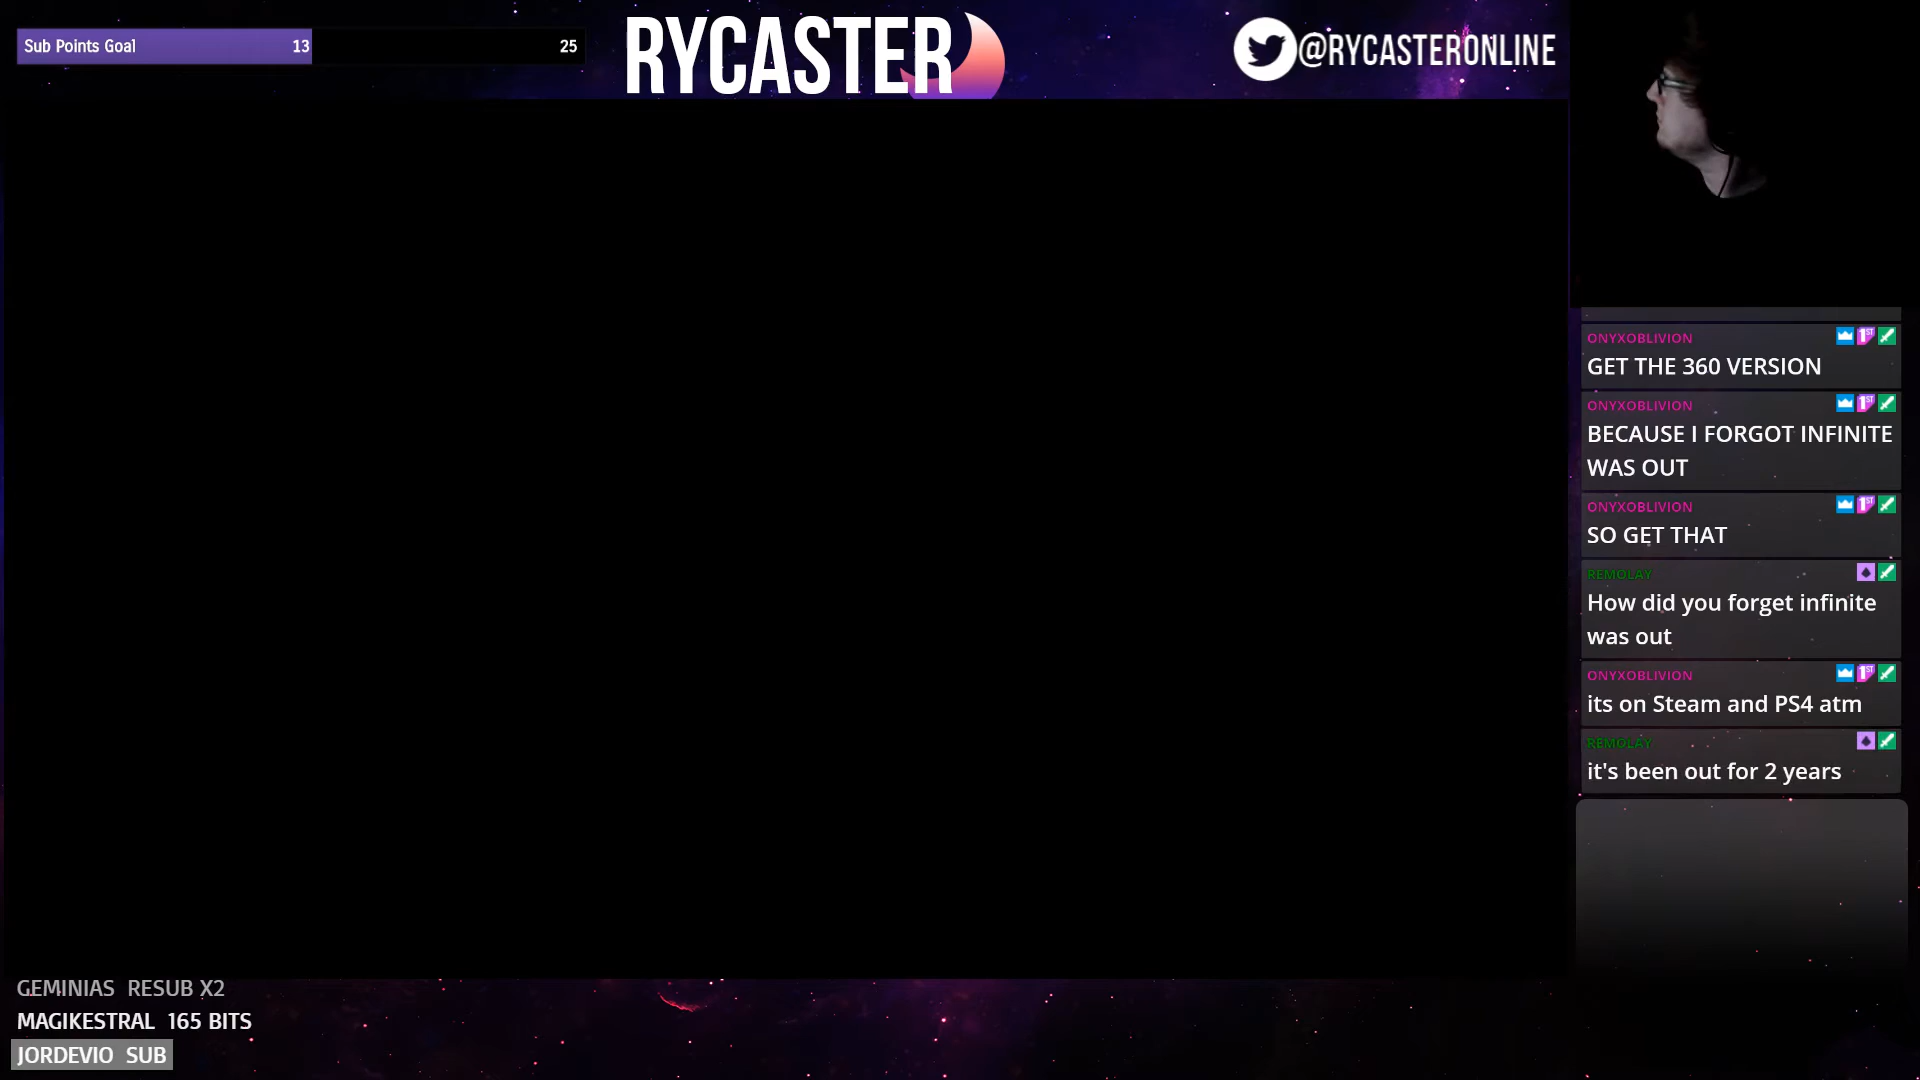 Sub Points Goal 13 25
RYCASTER
@RYCASTERONLINE
ONYXOBLIVION
GET THE 360 VERSION
ONYXOBLIVION
BECAUSE I FORGOT INFINITE
WAS OUT
ONYXOBLIVION
SO GET THAT
REMOLAY
How did you forget infinite
was out
ONYXOBLIVION
its on Steam and PS4 atm
REMOLAY
it's been out for 2 years
GEMINIAS RESUB X2
MAGIKESTRAL 165 BITS
JORDEVIO SUB